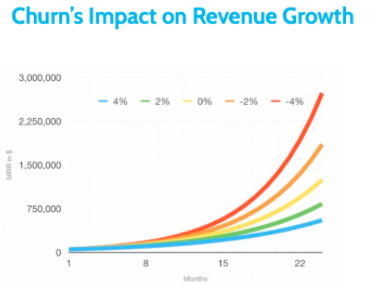 Churn's Impact on Revenue Growth
3,000,000
4% 2% 0% -2% -4%
2,250,000
1,500,000
750,000
0
MRR in $
1 8 15 22
Months